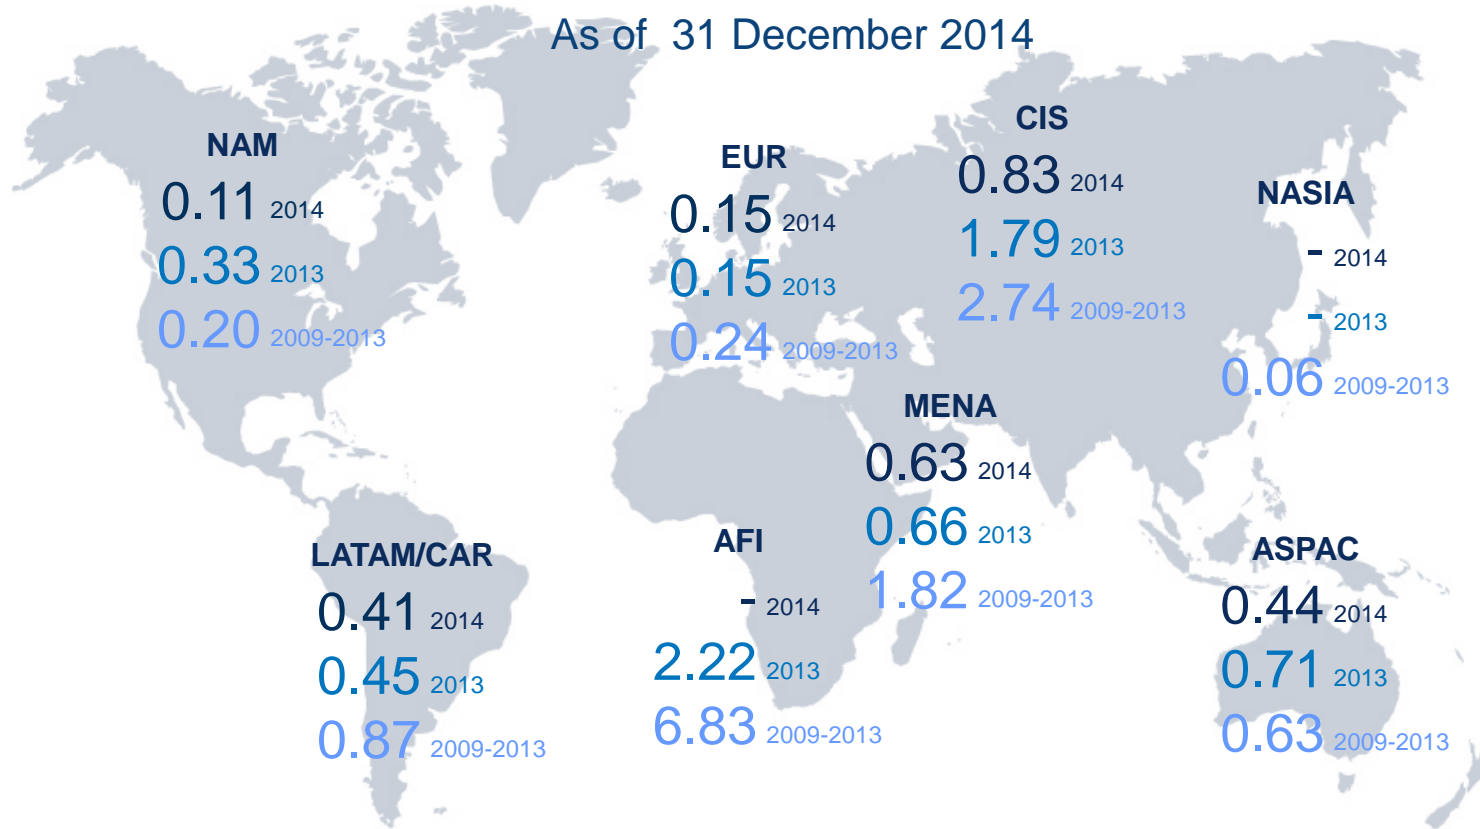 As of 31 December 2014
NAM
0.11 2014
0.33 2013
0.20 2009-2013
EUR
0.15 2014
0.15 2013
0.24 2009-2013
CIS
0.83 2014
1.79 2013
2.74 2009-2013
NASIA
- 2014
- 2013
0.06 2009-2013
MENA
0.63 2014
0.66 2013
1.82 2009-2013
LATAM/CAR
0.41 2014
0.45 2013
0.87 2009-2013
AFI
- 2014
2.22 2013
6.83 2009-2013
ASPAC
0.44 2014
0.71 2013
0.63 2009-2013